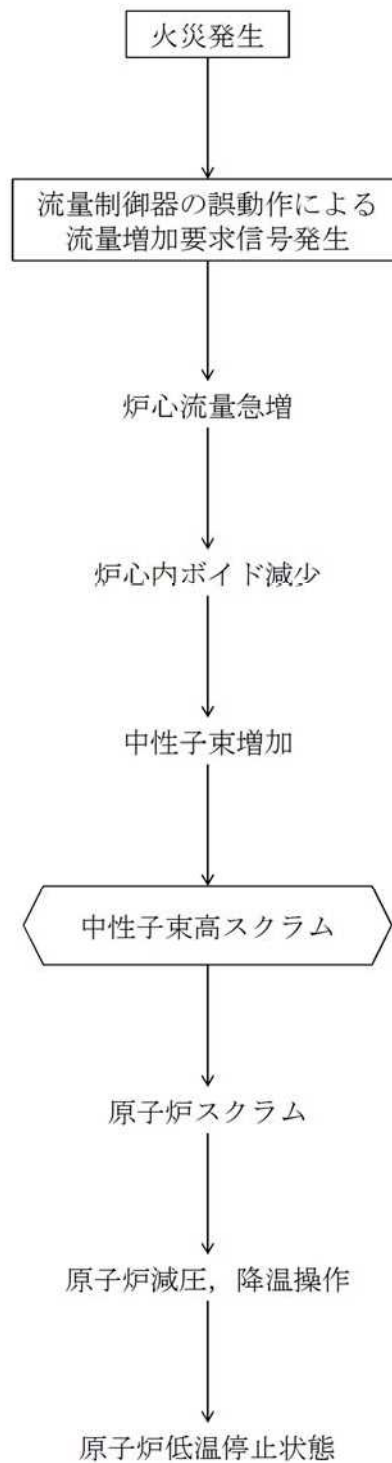 火災発生
流量制御器の誤動作による
流量増加要求信号発生
炉心流量急増
炉心内ボイド減少
中性子束増加
中性子束高スクラム
原子炉スクラム
原子炉減圧，降温操作
原子炉低温停止状態